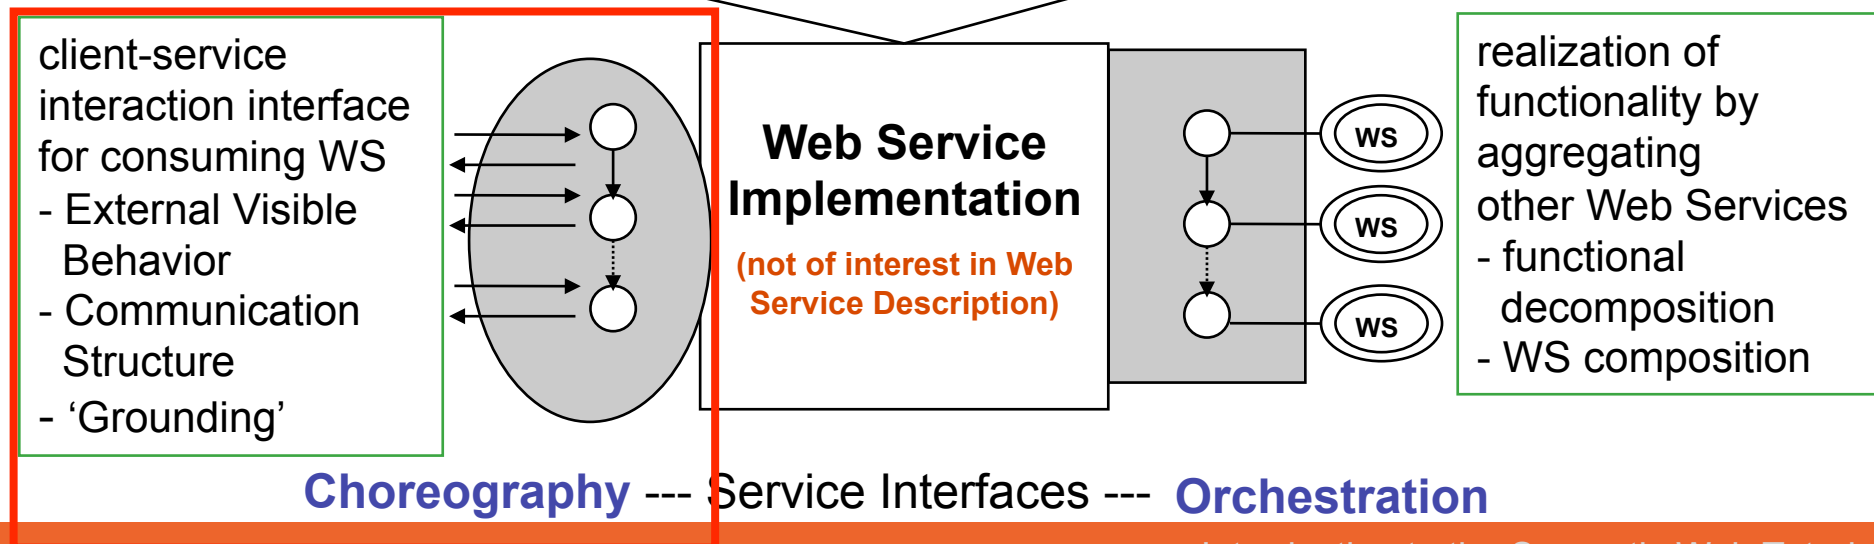 client-service
interaction interface
for consuming WS
- External Visible
Behavior
- Communication
Structure
- ‘Grounding’
Web Service
Implementation
(not of interest in Web
Service Description)
WS
WS
WS
realization of
functionality by
aggregating
other Web Services
- functional
decomposition
- WS composition
Choreography --- Service Interfaces --- Orchestration